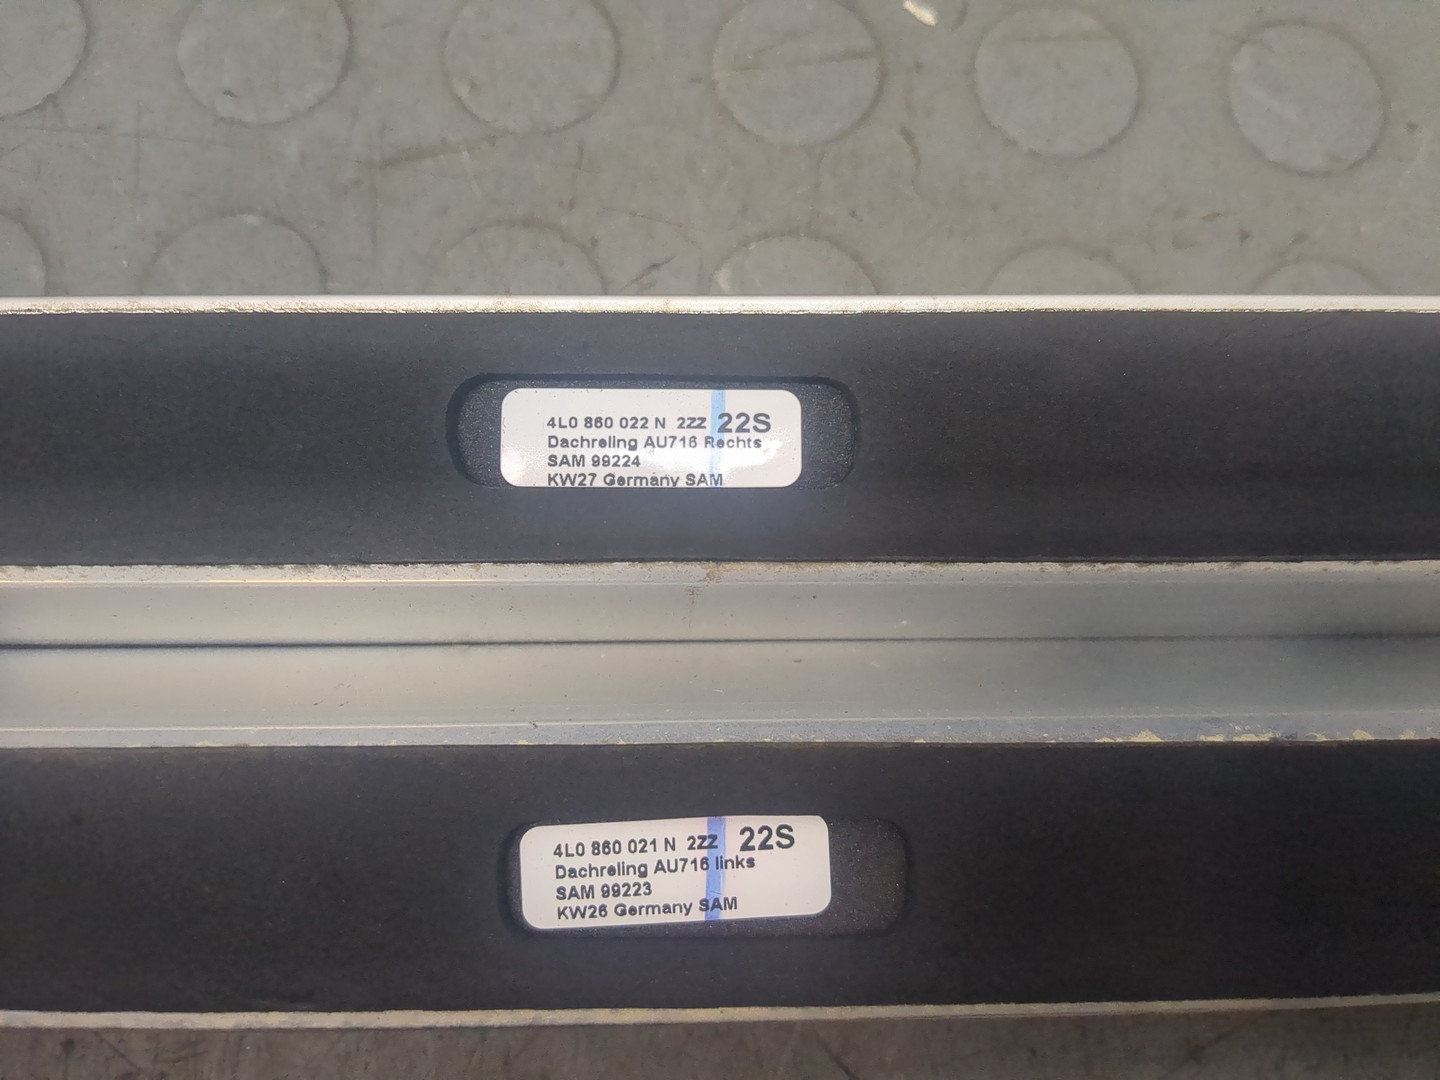 4L0 860 022 N 2ZZ 22S
Dachreling AU716 Rechts
SAM 99224
KW27 Germany SAM
4L0 860 021 N 2ZZ 22S
Dachreling AU716 links
SAM 99223
KW26 Germany SAM